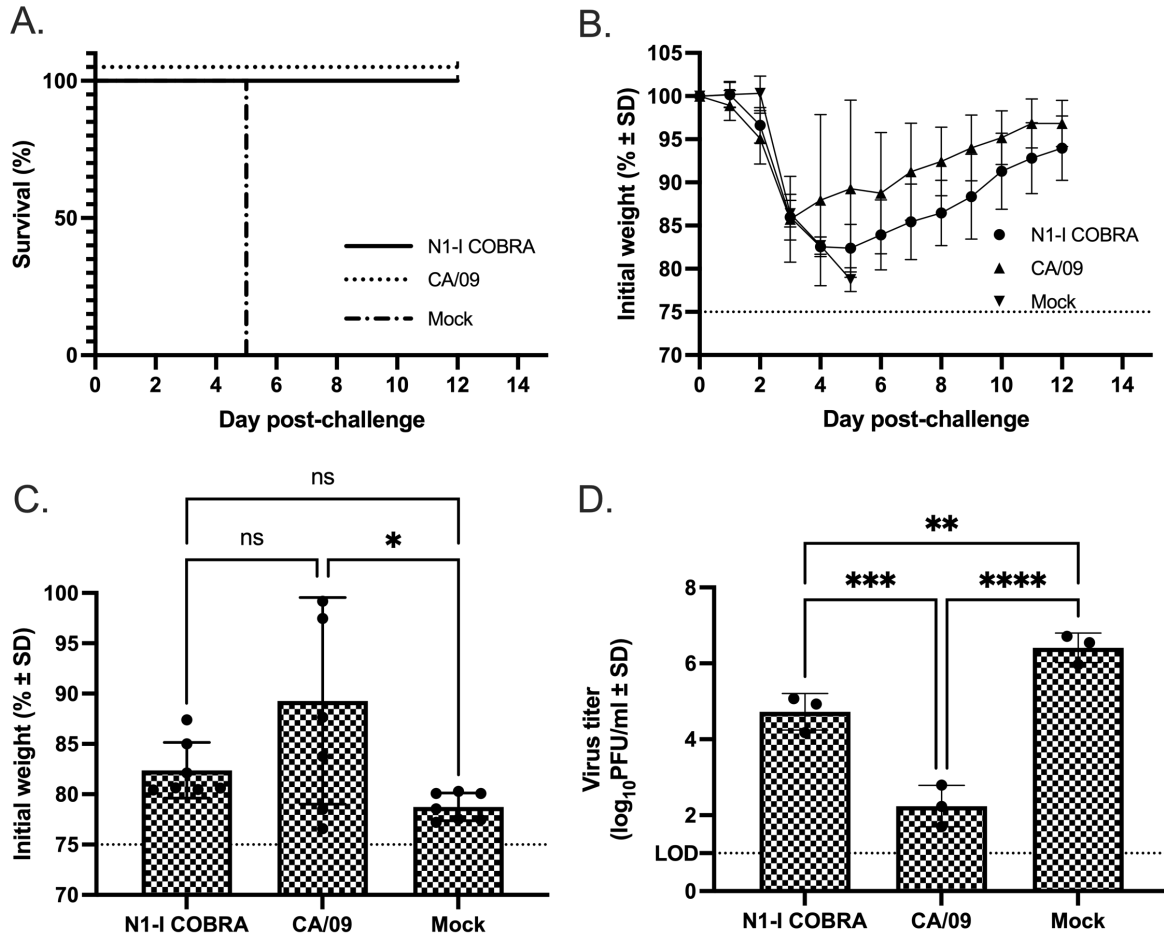 A.
Survival (%)
100
50
0
0 2 4 6 8 10 12 14
Day post-challenge
N1-I COBRA
CA/09
Mock
B.
Initial weight (% ± SD)
105
100
95
90
85
80
75
70
0 2 4 6 8 10 12 14
Day post-challenge
N1-I COBRA
CA/09
Mock
C.
ns
ns
*
Initial weight (% ± SD)
100
95
90
85
80
75
70
N1-I COBRA CA/09 Mock
D.
**
*** ****
Virus titer
(log10PFU/ml ± SD)
8
6
4
2
LOD
0
N1-I COBRA CA/09 Mock